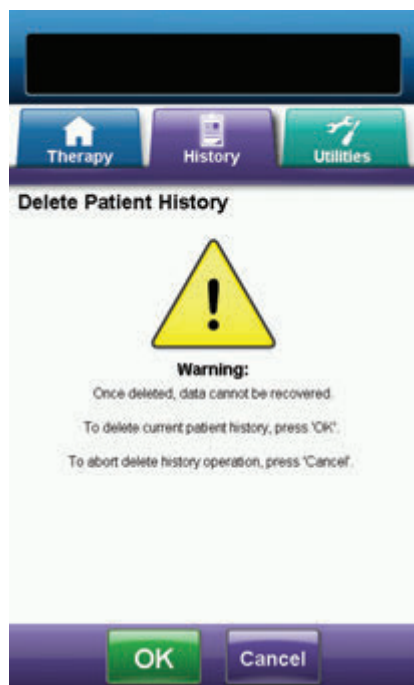 Therapy
History
Utilities
Delete Patient History
!
Warning:
Once deleted, data cannot be recovered.
To delete current patient history, press 'OK'.
To abort delete history operation, press 'Cancel'.
OK
Cancel